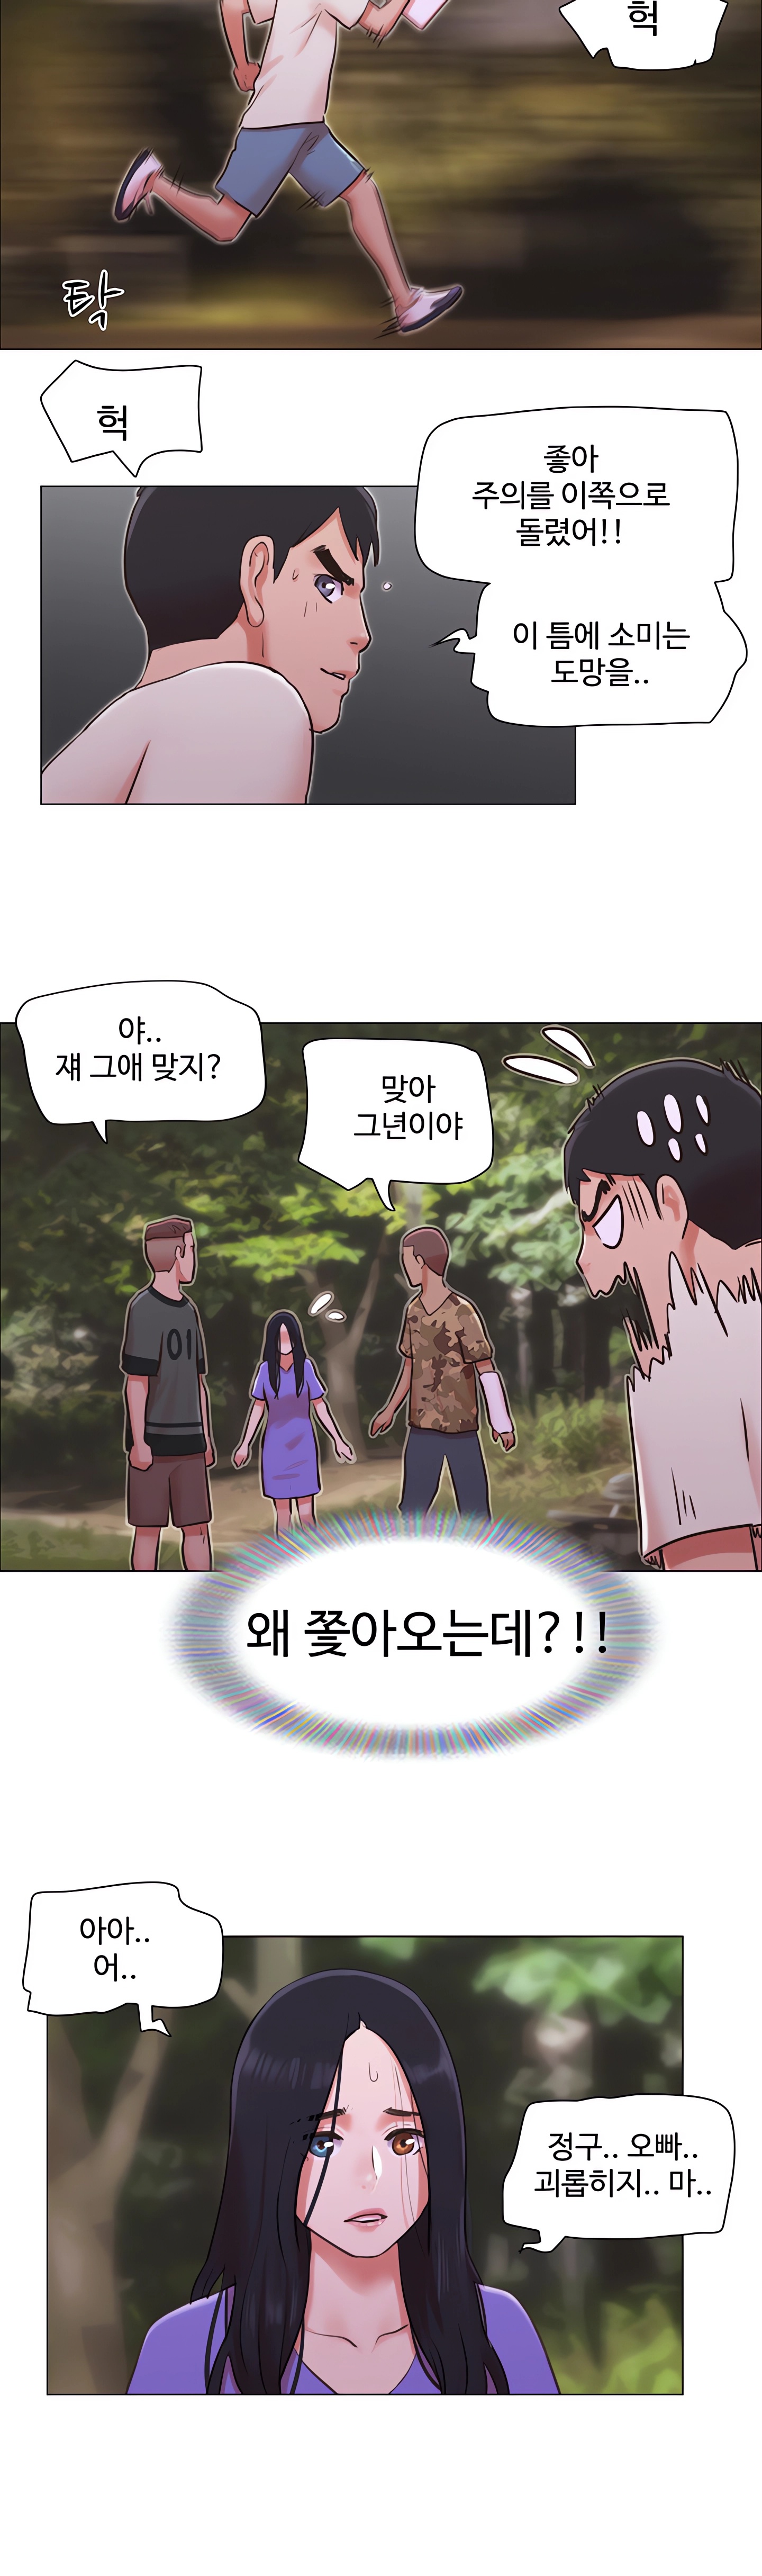 헉
탁
헉
좋아
주의를 이쪽으로
돌렸어!!
이 틈에 소미는
도망을..
야..
쟤 그애 맞지?
맞아
그년이야
01
왜 쫓아오는데?!!
아아..
어..
정구.. 오빠..
괴롭히지.. 마..